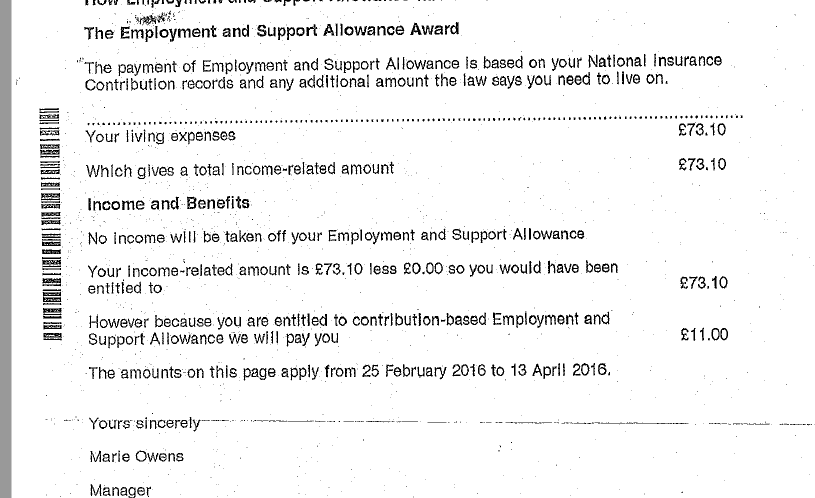 How Employment and Support Allowance
The Employment and Support Allowance Award
The payment of Employment and Support Allowance is based on your National Insurance
Contribution records and any additional amount the law says you need to live on.
Your living expenses £73.10
Which gives a total income-related amount £73.10
Income and Benefits
No income will be taken off your Employment and Support Allowance
Your income-related amount is £73.10 less £0.00 so you would have been
entitled to £73.10
However because you are entitled to contribution-based Employment and
Support Allowance we will pay you £11.00
The amounts on this page apply from 25 February 2016 to 13 April 2016.
Yours sincerely
Marie Owens
Manager